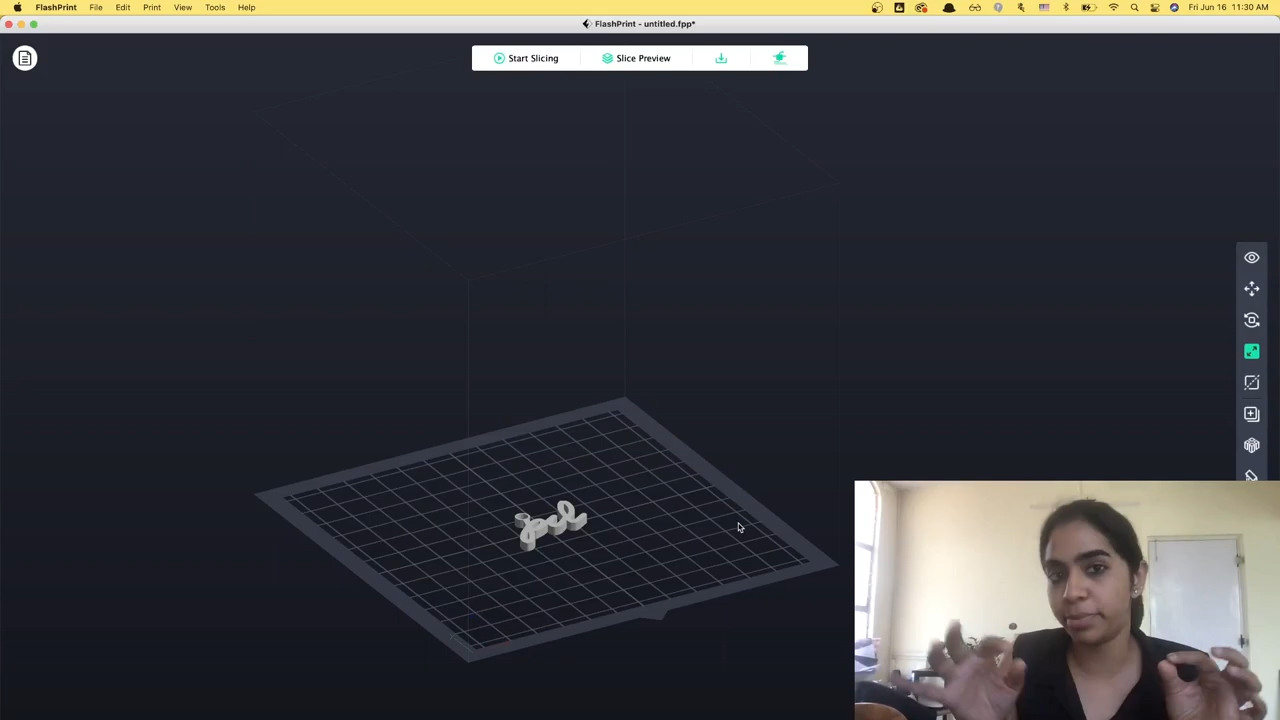 FlashPrint File Edit Print View Tools Help Fri Jun 16 11:30 AM
FlashPrint - untitled.fpp*
Start Slicing Slice Preview
joel